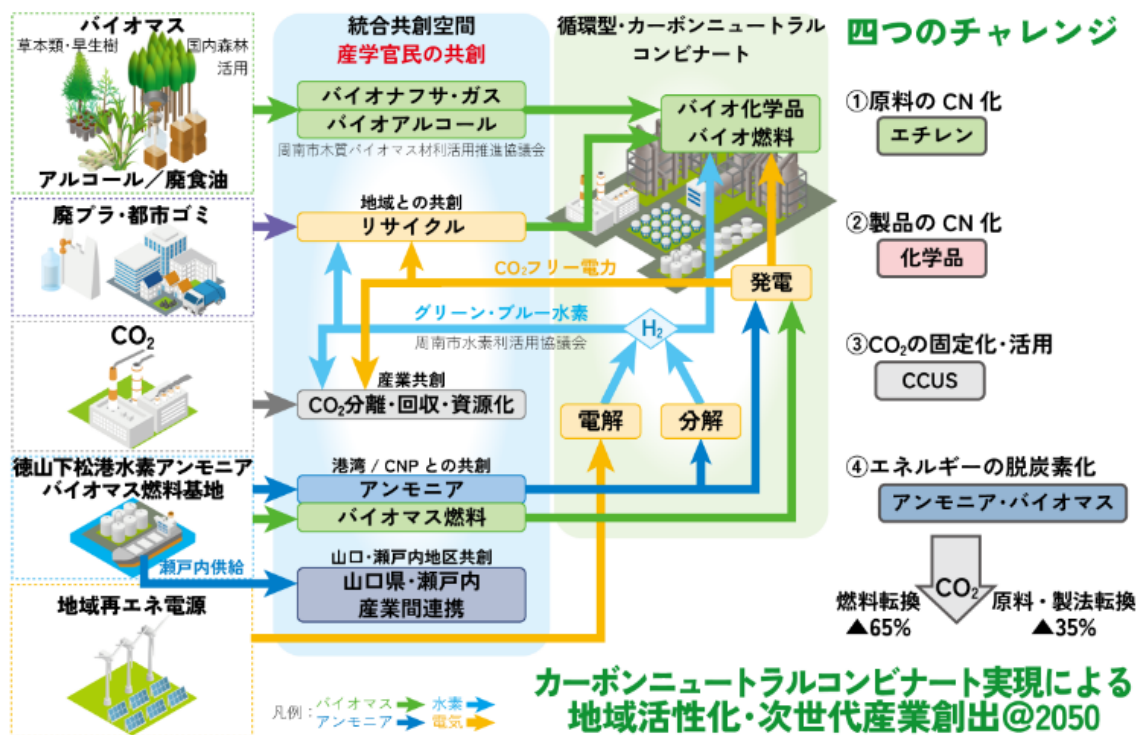 バイオマス
草本類・早生樹
国内森林
活用
アルコール／廃食油
廃プラ・都市ゴミ
CO₂
徳山下松港水素アンモニア
バイオマス燃料基地
瀬戸内供給
地域再エネ電源
統合共創空間
産学官民の共創
バイオナフサ・ガス
バイオアルコール
周南市木質バイオマス材利活用推進協議会
地域との共創
リサイクル
CO₂フリー電力
グリーン・ブルー水素
周南市水素利活用協議会
産業共創
CO₂分離・回収・資源化
港湾 / CNP との共創
アンモニア
バイオマス燃料
山口・瀬戸内地区共創
山口県・瀬戸内
産業間連携
循環型・カーボンニュートラル
コンビナート
バイオ化学品
バイオ燃料
発電
H₂
電解
分解
凡例：
バイオマス
水素
アンモニア
電気
四つのチャレンジ
①原料の CN 化
エチレン
②製品の CN 化
化学品
③CO₂の固定化・活用
CCUS
④エネルギーの脱炭素化
アンモニア・バイオマス
CO₂
燃料転換
▲65%
原料・製法転換
▲35%
カーボンニュートラルコンビナート実現による
地域活性化・次世代産業創出@2050